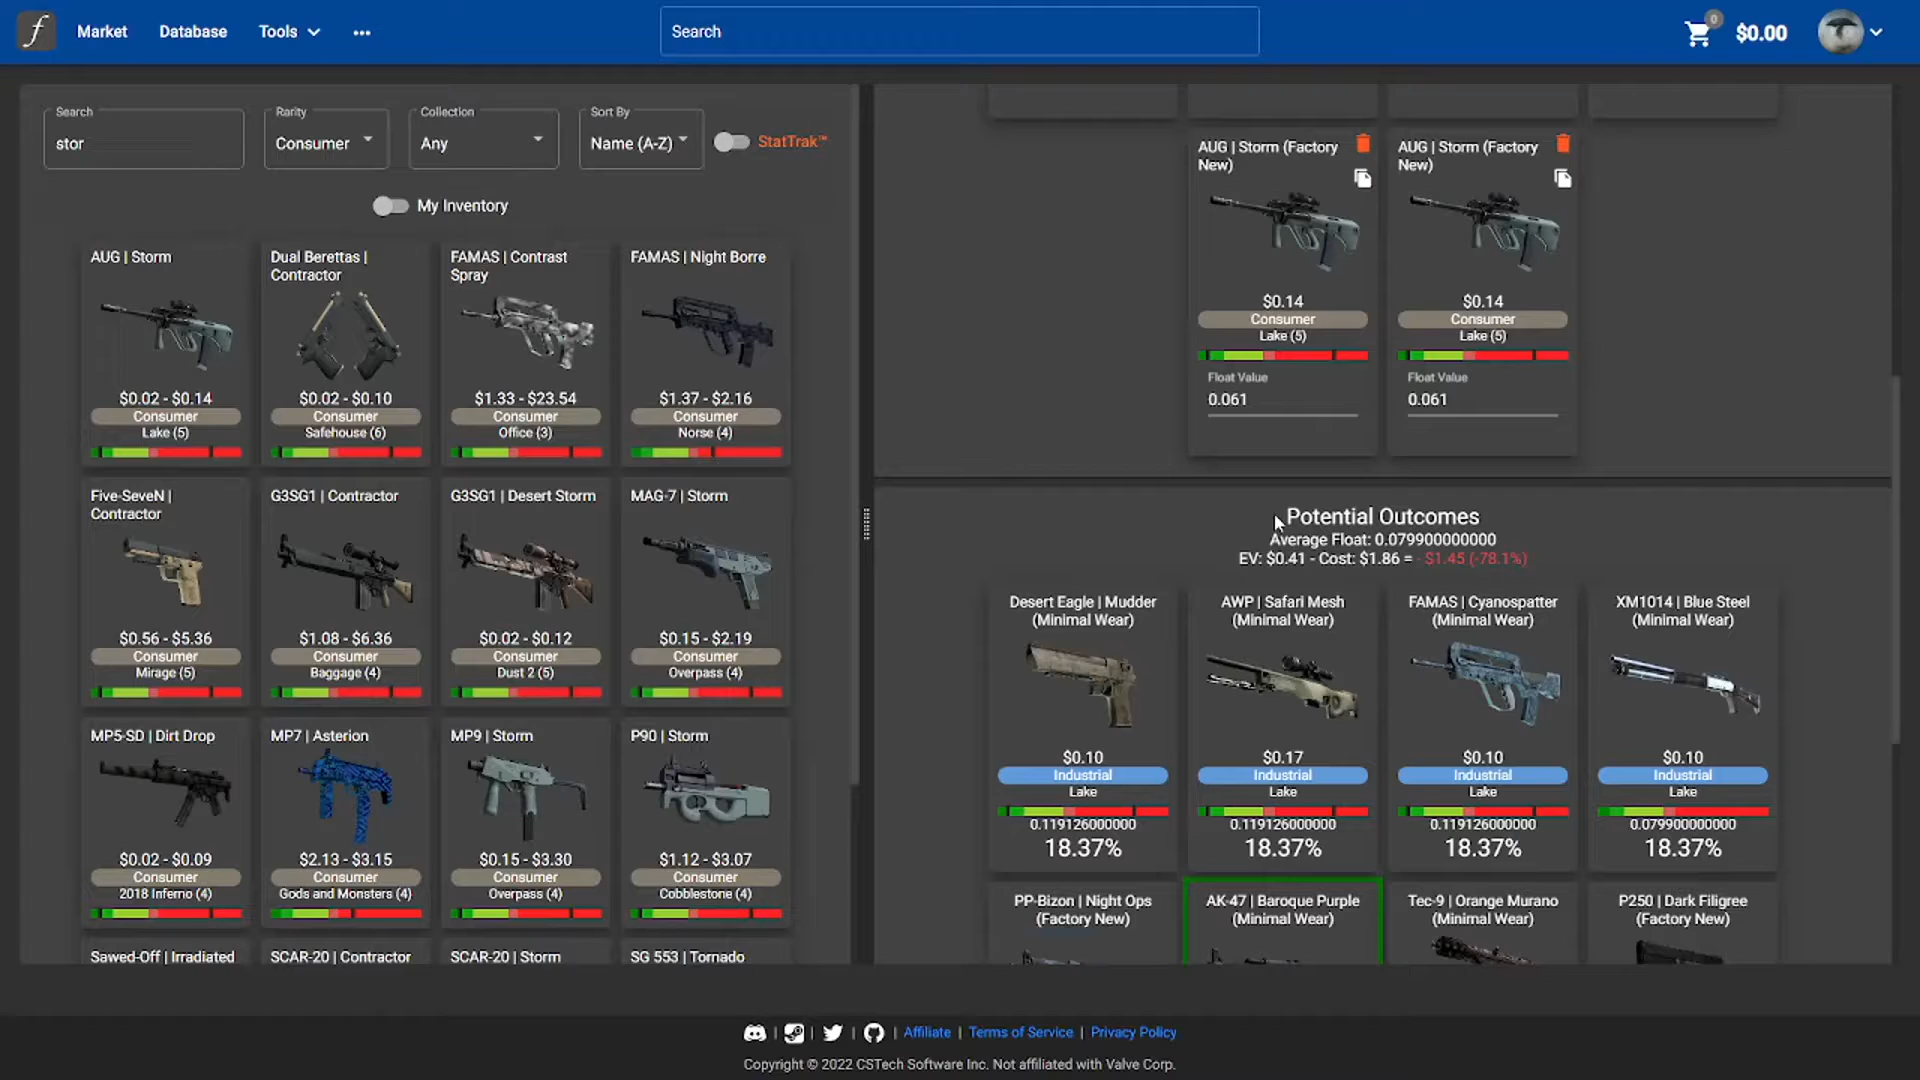 f
Market
Database
Tools
Search
0
$0.00
Search
stor
Rarity
Consumer
Collection
Any
Sort By
Name (A-Z)
StatTrak™
My Inventory
AUG | Storm
$0.02 - $0.14
Consumer
Lake (5)
Dual Berettas |
Contractor
$0.02 - $0.10
Consumer
Safehouse (6)
FAMAS | Contrast
Spray
$1.33 - $23.54
Consumer
Office (3)
FAMAS | Night Borre
$1.37 - $2.16
Consumer
Norse (4)
Five-SeveN |
Contractor
$0.56 - $5.36
Consumer
Mirage (5)
G3SG1 | Contractor
$1.08 - $6.36
Consumer
Baggage (4)
G3SG1 | Desert Storm
$0.02 - $0.12
Consumer
Dust 2 (5)
MAG-7 | Storm
$0.15 - $2.19
Consumer
Overpass (4)
MP5-SD | Dirt Drop
$0.02 - $0.09
Consumer
2018 Inferno (4)
MP7 | Asterion
$2.13 - $3.15
Consumer
Gods and Monsters (4)
MP9 | Storm
$0.15 - $3.30
Consumer
Overpass (4)
P90 | Storm
$1.12 - $3.07
Consumer
Cobblestone (4)
Sawed-Off | Irradiated
SCAR-20 | Contractor
SCAR-20 | Storm
SG 553 | Tornado
AUG | Storm (Factory
New)
$0.14
Consumer
Lake (5)
Float Value
0.061
AUG | Storm (Factory
New)
$0.14
Consumer
Lake (5)
Float Value
0.061
Potential Outcomes
Average Float: 0.079900000000
EV: $0.41 - Cost: $1.86 = - $1.45 (-78.1%)
Desert Eagle | Mudder
(Minimal Wear)
$0.10
Industrial
Lake
0.119126000000
18.37%
AWP | Safari Mesh
(Minimal Wear)
$0.17
Industrial
Lake
0.119126000000
18.37%
FAMAS | Cyanospatter
(Minimal Wear)
$0.10
Industrial
Lake
0.119126000000
18.37%
XM1014 | Blue Steel
(Minimal Wear)
$0.10
Industrial
Lake
0.079900000000
18.37%
PP-Bizon | Night Ops
(Factory New)
AK-47 | Baroque Purple
(Minimal Wear)
Tec-9 | Orange Murano
(Minimal Wear)
P250 | Dark Filigree
(Factory New)
Affiliate | Terms of Service | Privacy Policy
Copyright © 2022 CSTech Software Inc. Not affiliated with Valve Corp.